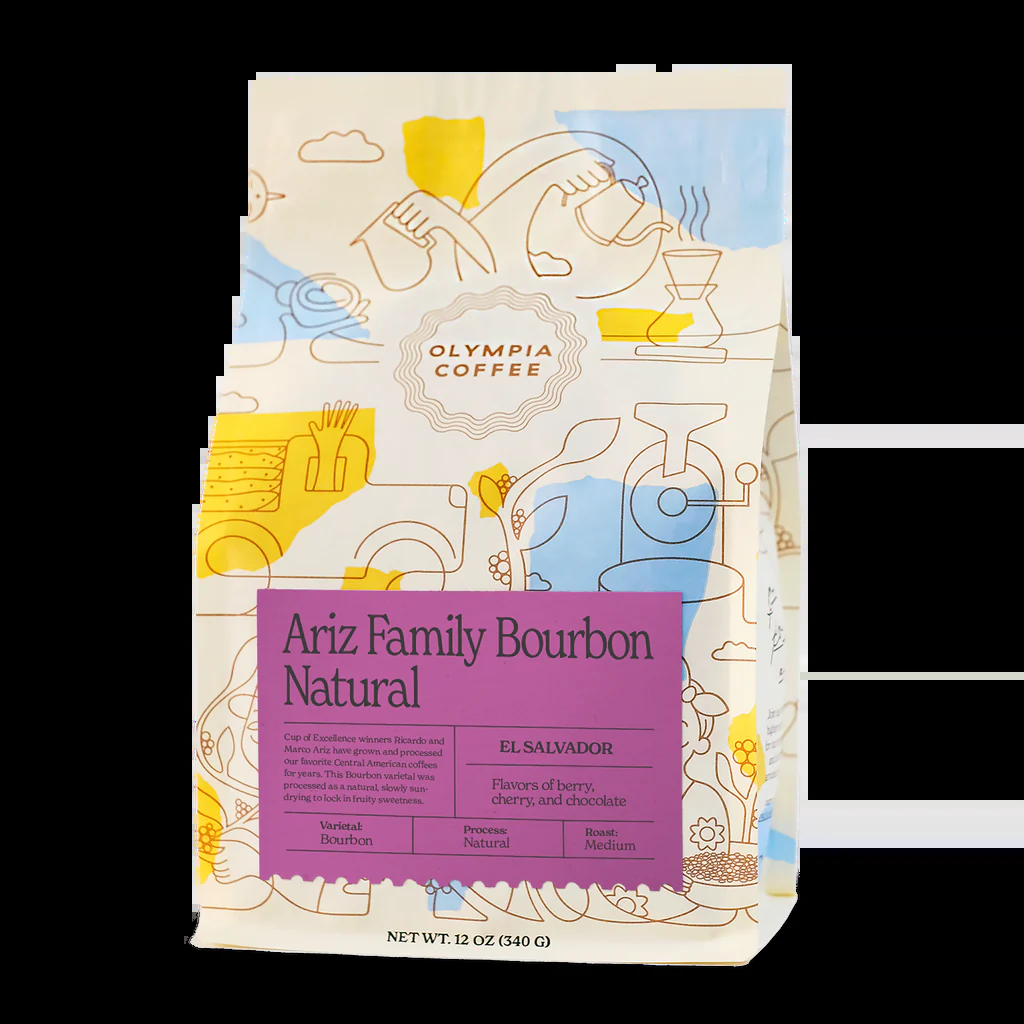 OLYMPIA
COFFEE
Ariz Family Bourbon
Natural
Cup of Excellence winners Ricardo and
Marco Ariz have grown and processed
our favorite Central American coffees
for years. This Bourbon varietal was
processed as a natural, slowly sun-
drying to lock in fruity sweetness.
EL SALVADOR
Flavors of berry,
cherry, and chocolate
Varietal:
Bourbon
Process:
Natural
Roast:
Medium
NET WT. 12 OZ (340 G)